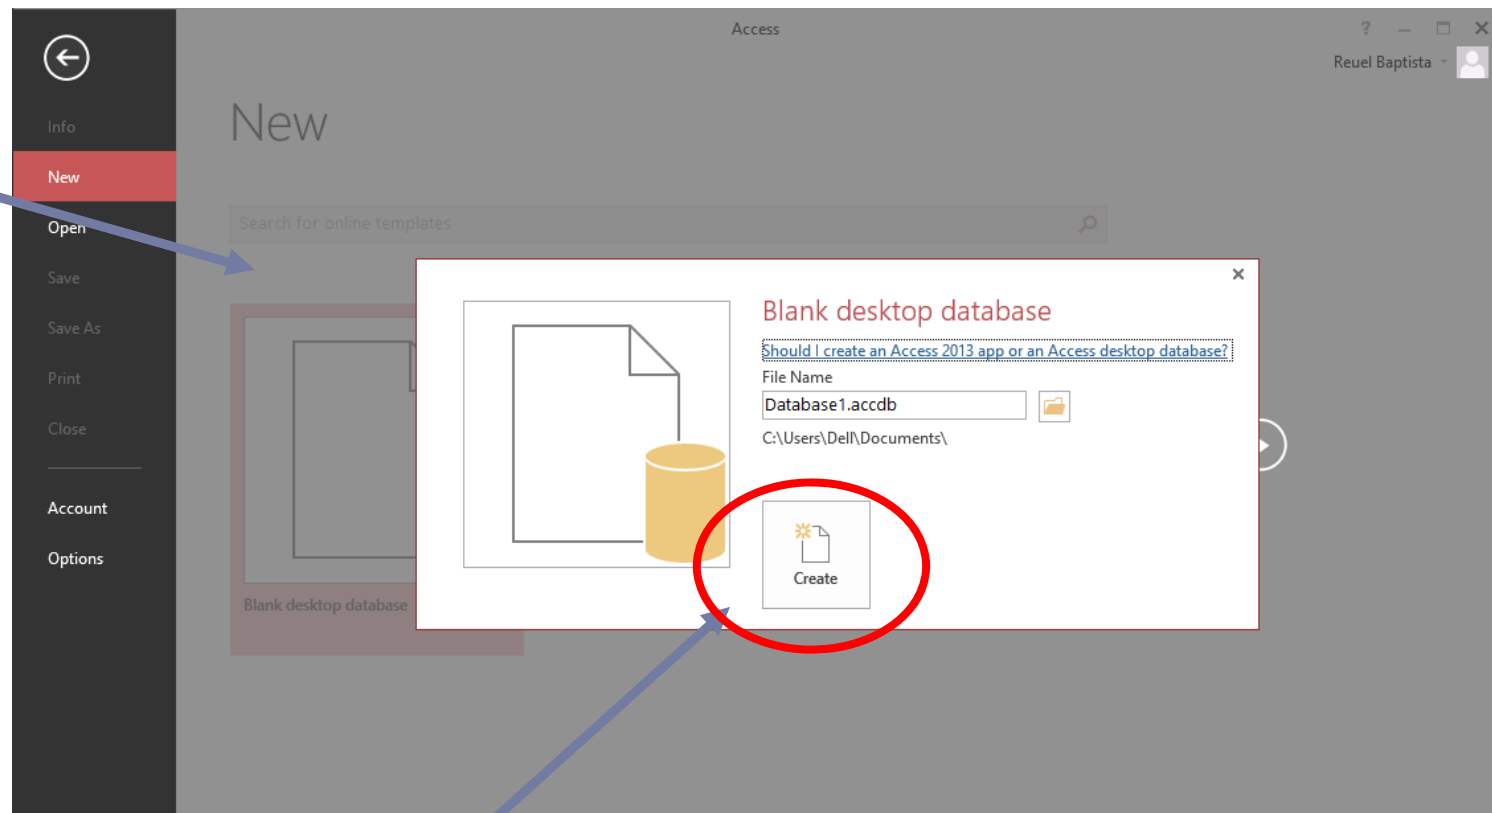 Access
?
Reuel Baptista
Info
New
Open
Save
Save As
Print
Close
Account
Options
New
Search for online templates
Blank desktop database
Blank desktop database
Should I create an Access 2013 app or an Access desktop database?
File Name
Database1.accdb
C:\Users\Dell\Documents\
Create